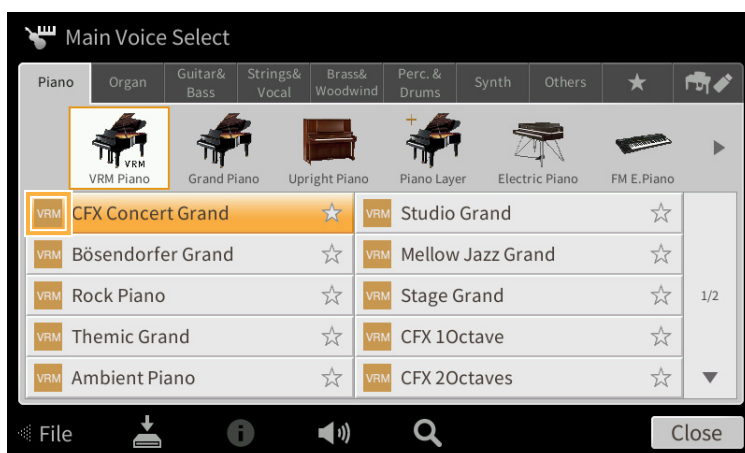 Main Voice Select
Piano Organ Guitar& Bass Strings& Vocal Brass& Woodwind Perc. & Drums Synth Others
VRM
VRM Piano Grand Piano Upright Piano Piano Layer Electric Piano FM E.Piano
VRM CFX Concert Grand VRM Studio Grand
VRM Bösendorfer Grand VRM Mellow Jazz Grand
VRM Rock Piano VRM Stage Grand 1/2
VRM Themic Grand VRM CFX 1Octave
VRM Ambient Piano VRM CFX 2Octaves
File Close